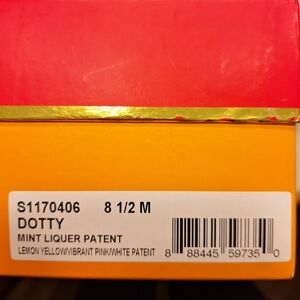 S1170406 8 1/2 M
DOTTY
MINT LIQUER PATENT
LEMON YELLOW/VIBRANT PINK/WHITE PATENT
8 88445 59735 0